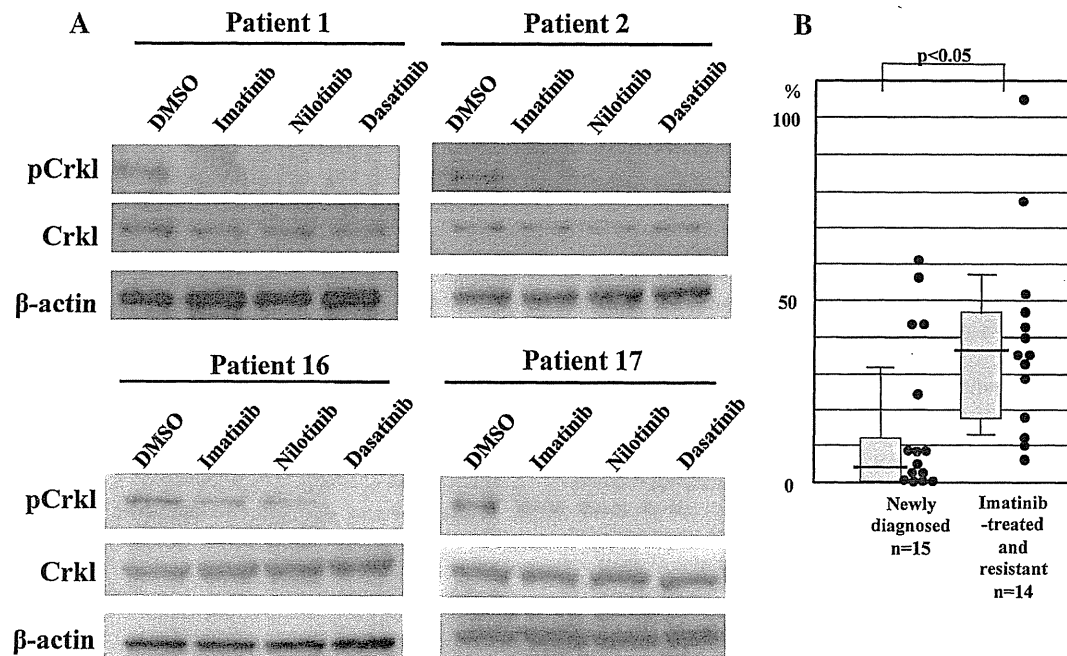 A
Patient 1
DMSO
Imatinib
Nilotinib
Dasatinib
pCrkl
Crkl
β-actin
Patient 2
DMSO
Imatinib
Nilotinib
Dasatinib
Patient 16
DMSO
Imatinib
Nilotinib
Dasatinib
pCrkl
Crkl
β-actin
Patient 17
DMSO
Imatinib
Nilotinib
Dasatinib
B
p<0.05
%
100
50
0
Newly
diagnosed
n=15
Imatinib
-treated
and
resistant
n=14